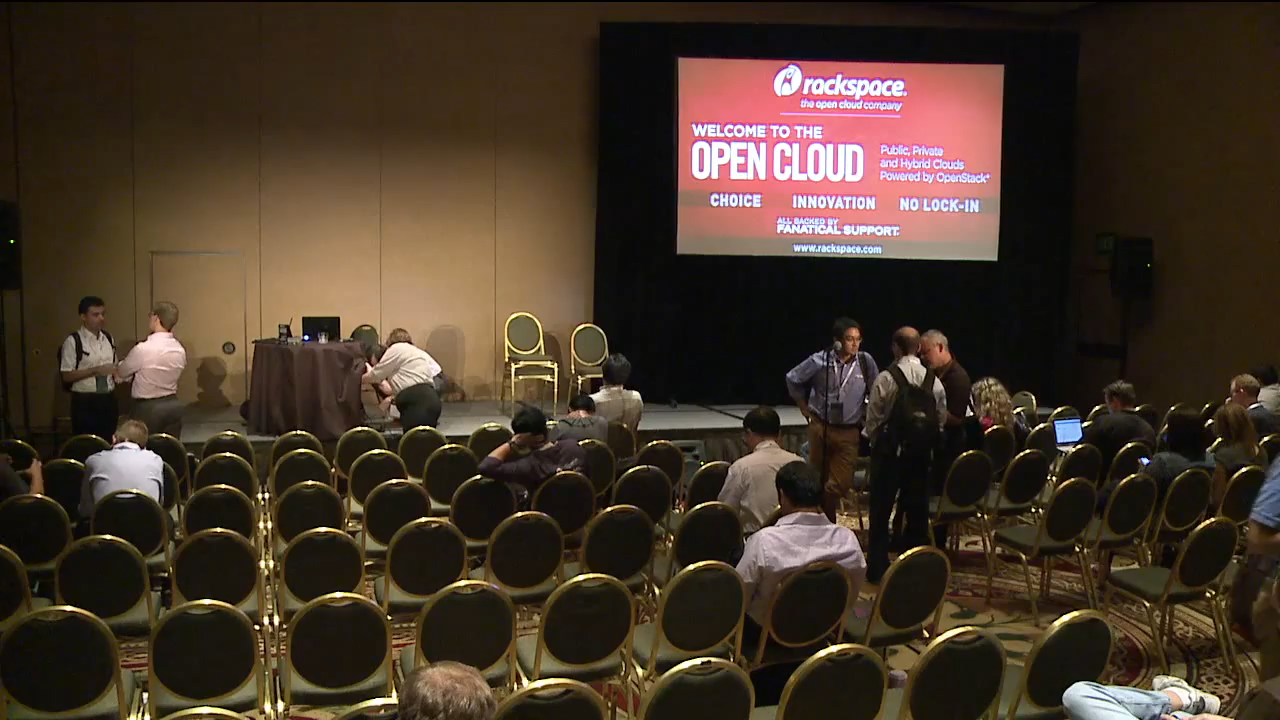 rackspace.
the open cloud company
WELCOME TO THE
OPEN CLOUD
Public, Private
and Hybrid Clouds
Powered by OpenStack
CHOICE INNOVATION NO LOCK-IN
ALL BACKED BY
FANATICAL SUPPORT.
www.rackspace.com